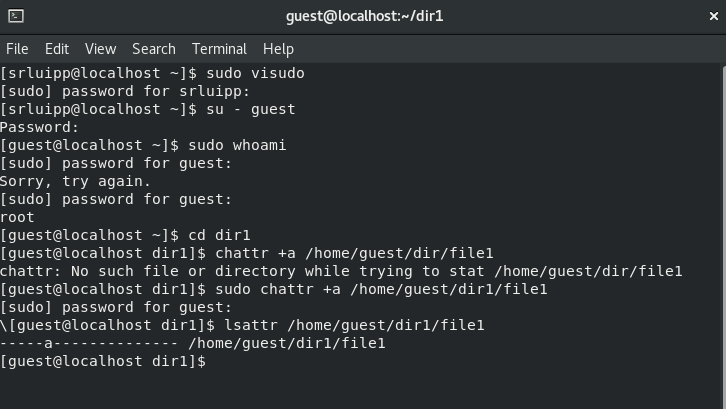 guest@localhost:~/dir1
File Edit View Search Terminal Help
[srluipp@localhost ~]$ sudo visudo
[sudo] password for srluipp:
[srluipp@localhost ~]$ su - guest
Password:
[guest@localhost ~]$ sudo whoami
[sudo] password for guest:
Sorry, try again.
[sudo] password for guest:
root
[guest@localhost ~]$ cd dir1
[guest@localhost dir1]$ chattr +a /home/guest/dir/file1
chattr: No such file or directory while trying to stat /home/guest/dir/file1
[guest@localhost dir1]$ sudo chattr +a /home/guest/dir1/file1
[sudo] password for guest:
\[guest@localhost dir1]$ lsattr /home/guest/dir1/file1
-----a-------------- /home/guest/dir1/file1
[guest@localhost dir1]$